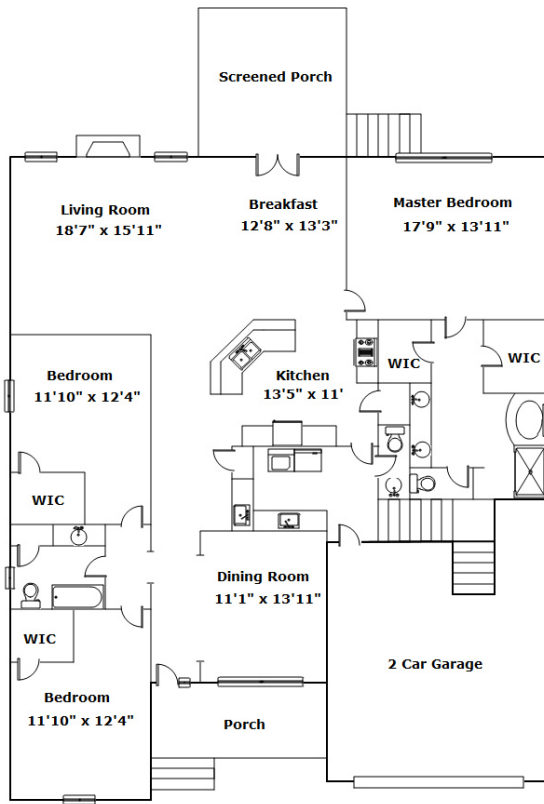 Screened Porch
Living Room
18'7" x 15'11"
Breakfast
12'8" x 13'3"
Master Bedroom
17'9" x 13'11"
Bedroom
11'10" x 12'4"
Kitchen
13'5" x 11'
WIC
WIC
WIC
Dining Room
11'1" x 13'11"
WIC
2 Car Garage
Bedroom
11'10" x 12'4"
Porch